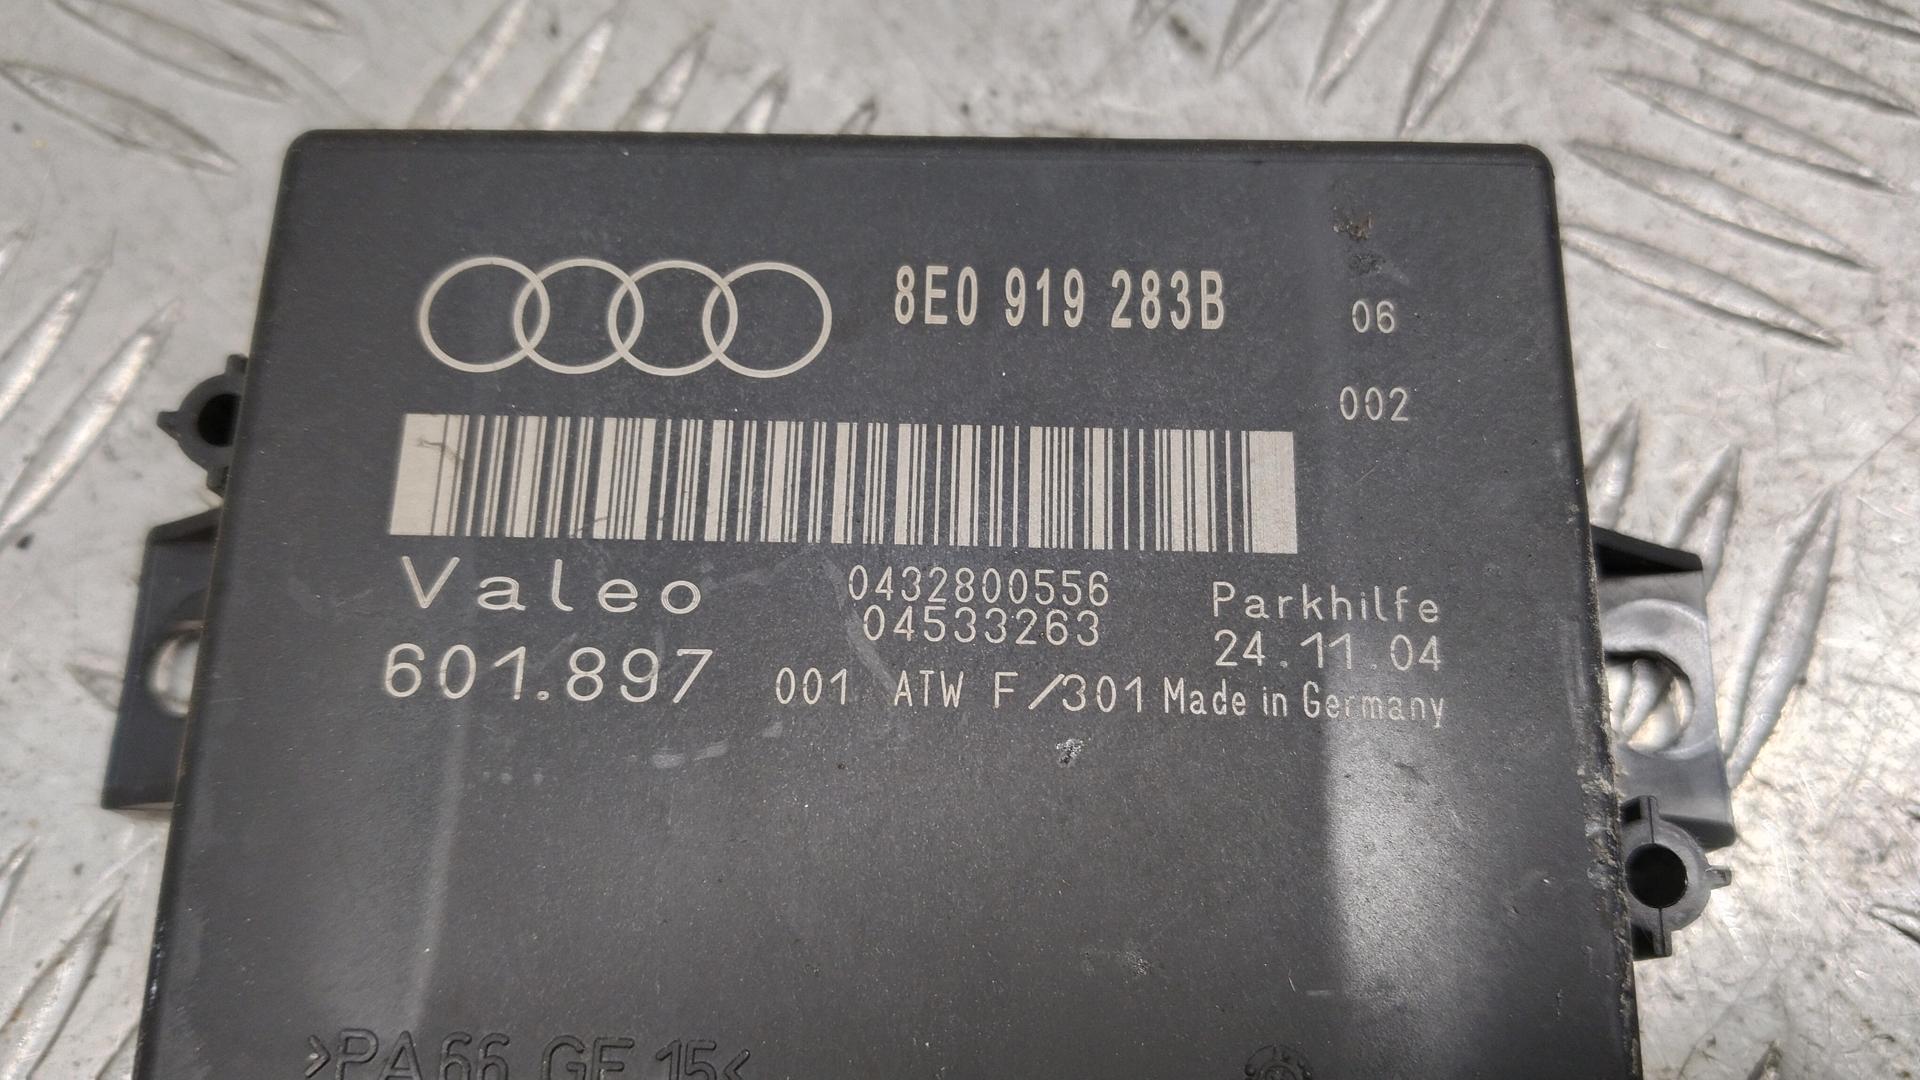 8E0 919 283B
06
002
Valeo
0432800556
04533263
Parkhilfe
24.11.04
601.897
001 ATW F/301 Made in Germany
>PA66 GF 15<